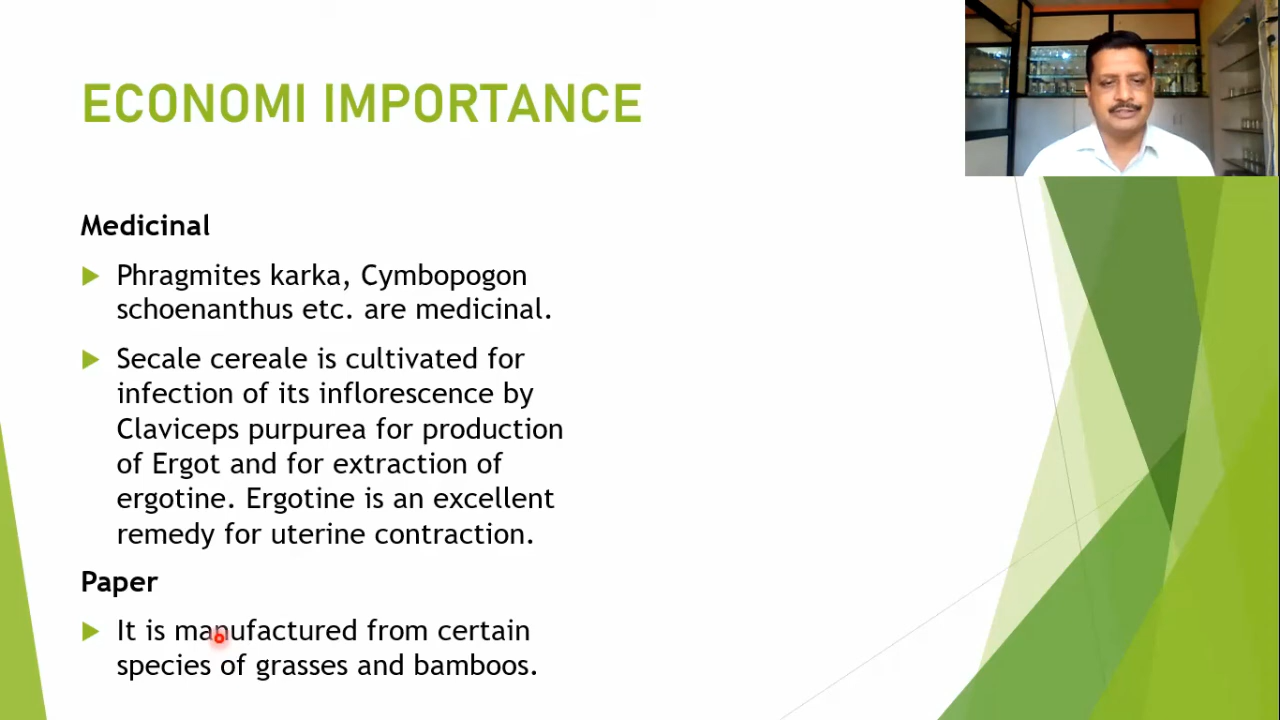 ECONOMI IMPORTANCE
Medicinal
Phragmites karka, Cymbopogon
schoenanthus etc. are medicinal.
Secale cereale is cultivated for
infection of its inflorescence by
Claviceps purpurea for production
of Ergot and for extraction of
ergotine. Ergotine is an excellent
remedy for uterine contraction.
Paper
It is manufactured from certain
species of grasses and bamboos.